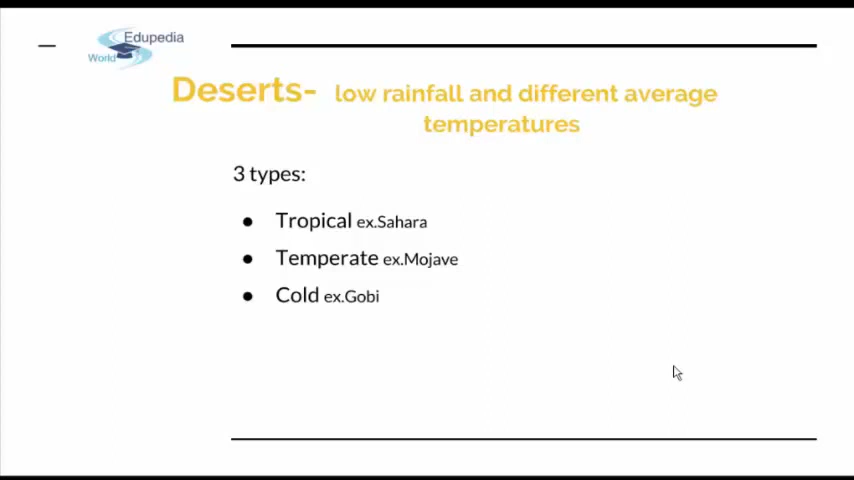 Edupedia
World
Deserts- low rainfall and different average
temperatures
3 types:
● Tropical ex.Sahara
● Temperate ex.Mojave
● Cold ex.Gobi